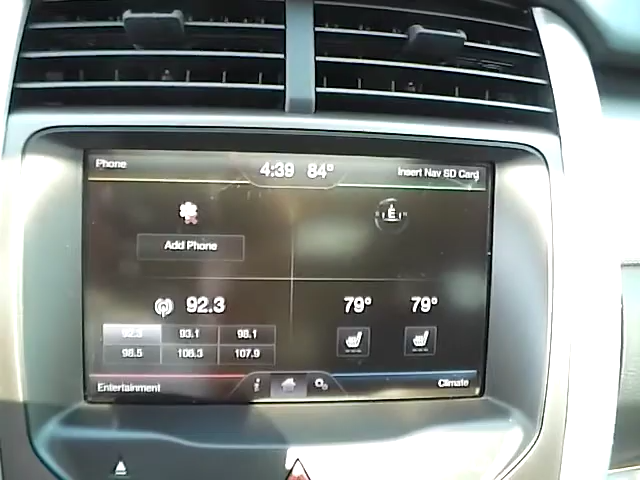 Phone 4:39 84° Insert Nav SD Card
E
Add Phone
92.3 79° 79°
92.3 93.1 98.1
98.5 106.3 107.9
Entertainment i Climate